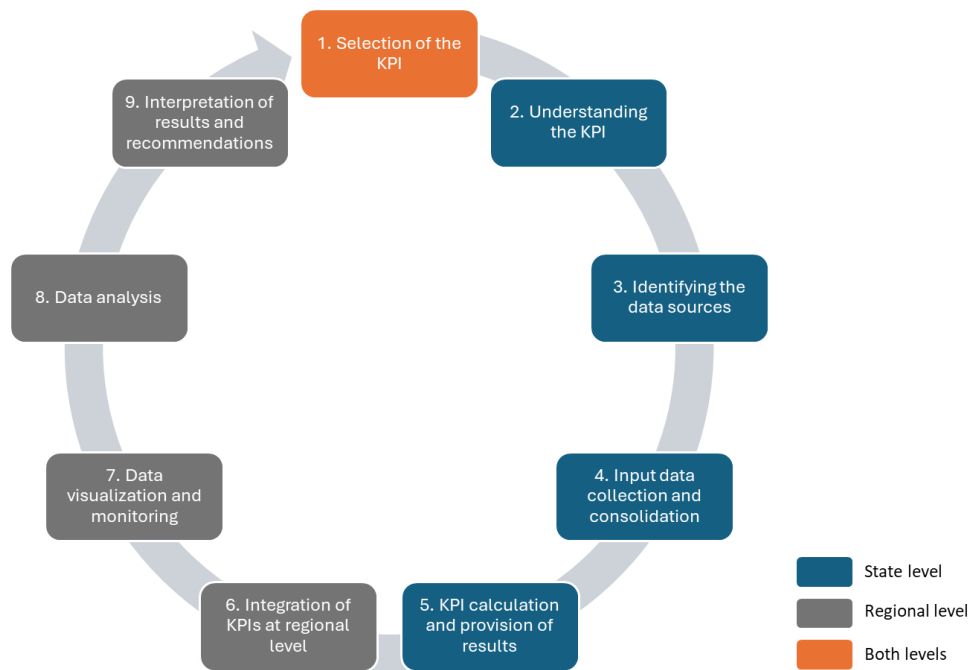 1. Selection of the
KPI
2. Understanding
the KPI
3. Identifying the
data sources
4. Input data
collection and
consolidation
5. KPI calculation
and provision of
results
6. Integration of
KPIs at regional
level
7. Data
visualization and
monitoring
8. Data analysis
9. Interpretation of
results and
recommendations
State level
Regional level
Both levels